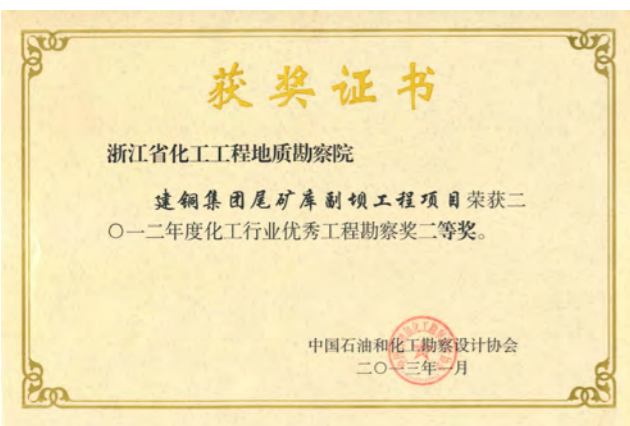 获奖证书
浙江省化工工程地质勘察院
建铜集团尾矿库副坝工程项目荣获二
〇一二年度化工行业优秀工程勘察奖二等奖。
中国石油和化工勘察设计协会
二〇一三年一月